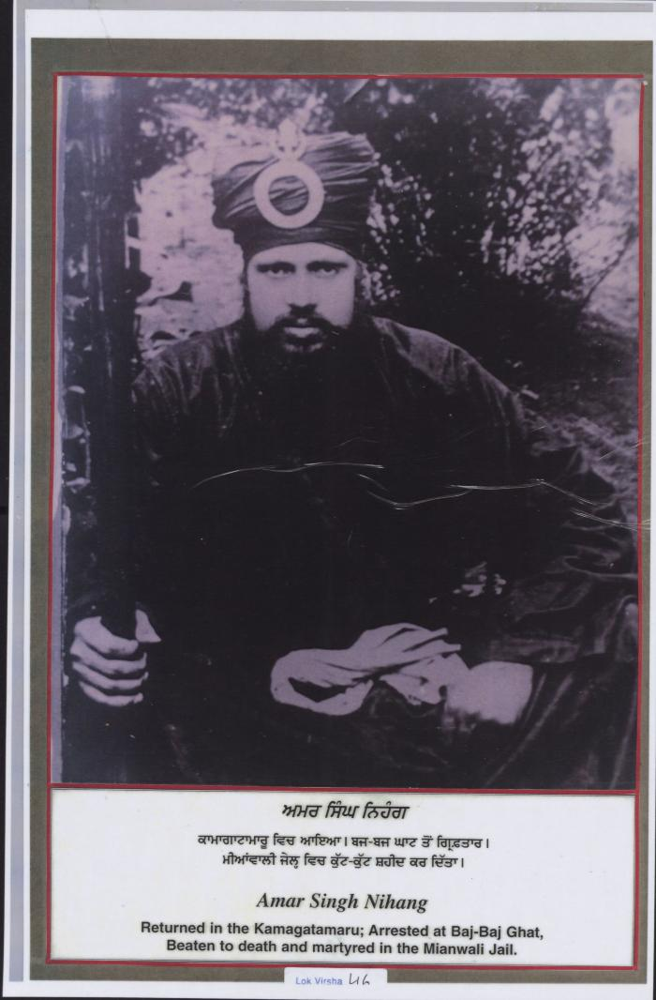 ਅਮਰ ਸਿੰਘ ਨਿਹੰਗ
ਕਾਮਾਗਾਟਾਮਾਰੂ ਵਿਚ ਆਇਆ। ਬਜ-ਬਜ ਘਾਟ ਤੋਂ ਗ੍ਰਿਫ਼ਤਾਰ।
ਮੀਆਂਵਾਲੀ ਜੇਲ੍ਹ ਵਿਚ ਕੁੱਟ-ਕੁੱਟ ਸ਼ਹੀਦ ਕਰ ਦਿੱਤਾ।
Amar Singh Nihang
Returned in the Kamagatamaru; Arrested at Baj-Baj Ghat,
Beaten to death and martyred in the Mianwali Jail.
Lok Virsha 46